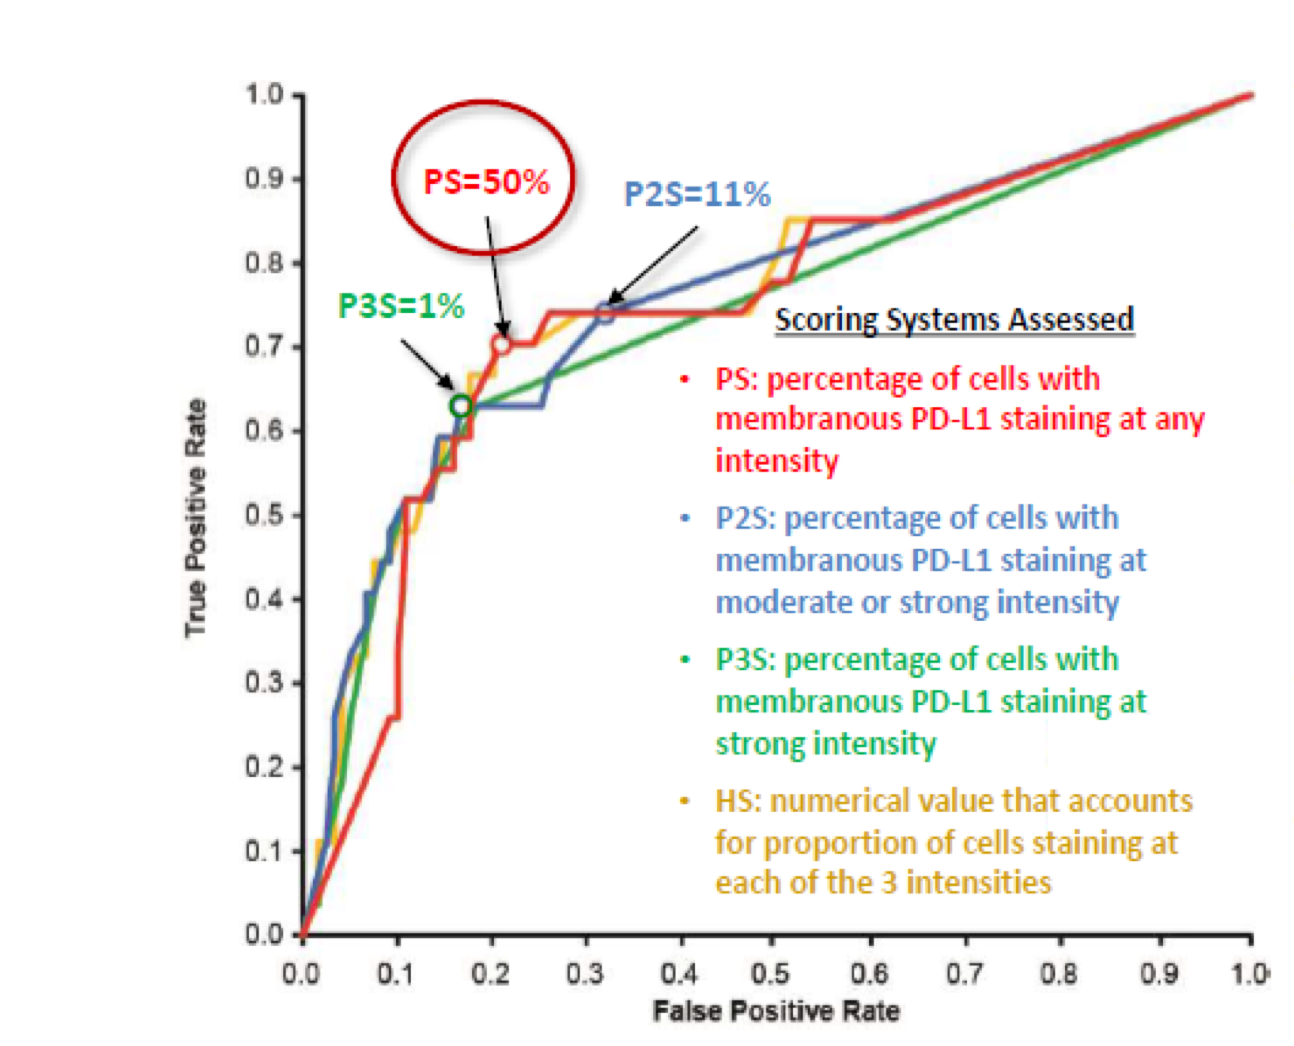 1.0
0.9
0.8
0.7
0.6
0.5
0.4
0.3
0.2
0.1
0.0
True Positive Rate
PS=50%
P2S=11%
P3S=1%
Scoring Systems Assessed
• PS: percentage of cells with
membranous PD-L1 staining at any
intensity
• P2S: percentage of cells with
membranous PD-L1 staining at
moderate or strong intensity
• P3S: percentage of cells with
membranous PD-L1 staining at
strong intensity
• HS: numerical value that accounts
for proportion of cells staining at
each of the 3 intensities
0.0 0.1 0.2 0.3 0.4 0.5 0.6 0.7 0.8 0.9 1.0
False Positive Rate